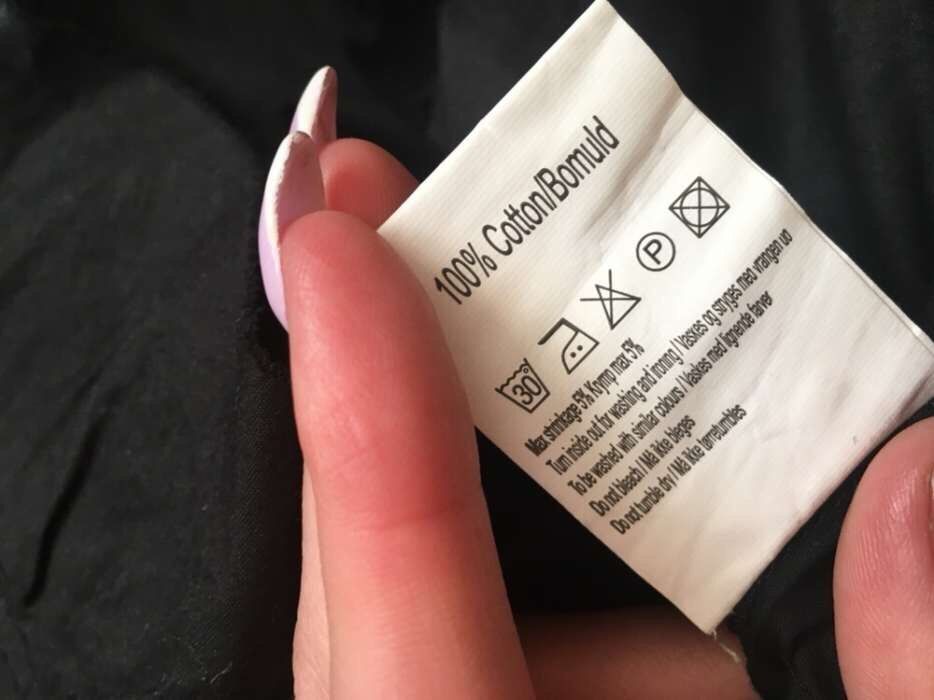 100% Cotton/Bomuld
30 P
Max shrinkage 5% Krymp max 5%
Turn inside out for washing and ironing / Vaskes og stryges med vrangen ud
To be washed with similar colours / Vaskes med lignende farver
Do not bleach / Må ikke bleges
Do not tumble dry / Må ikke tørretumbles